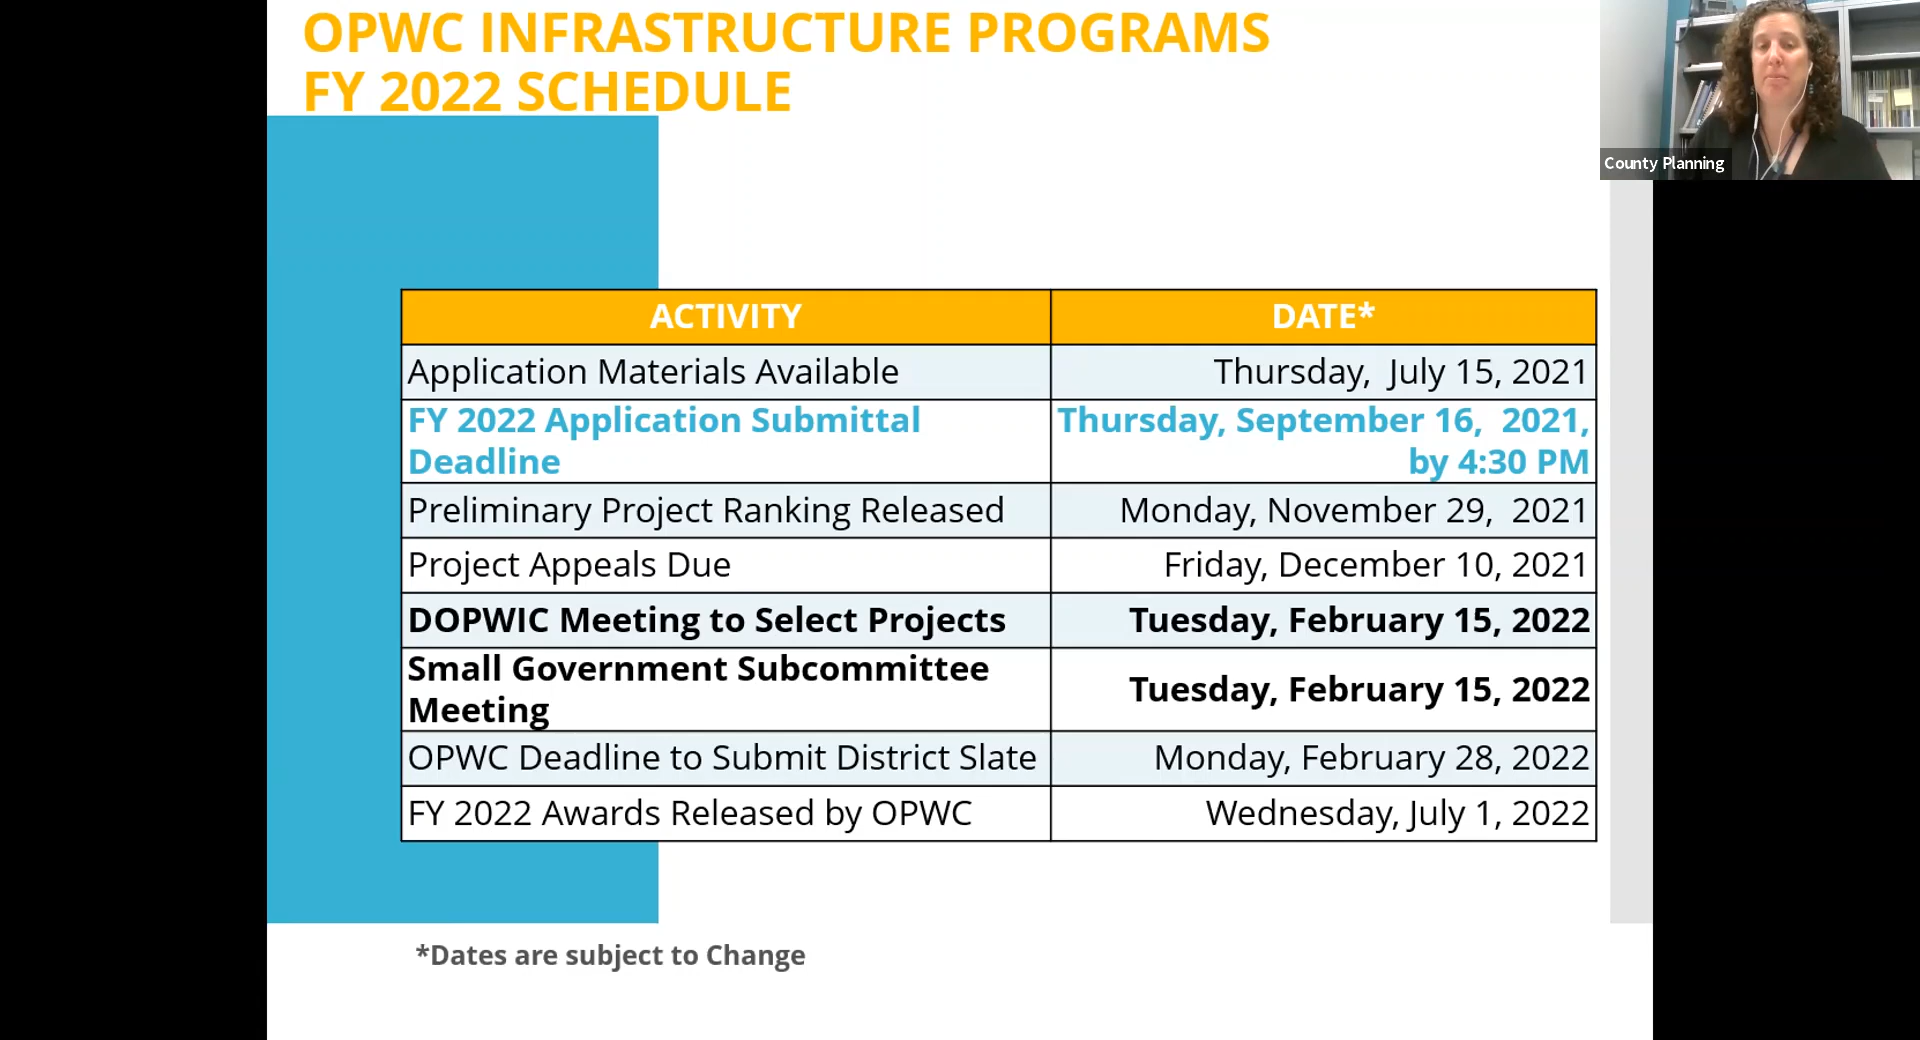 OPWC INFRASTRUCTURE PROGRAMS
FY 2022 SCHEDULE
County Planning
ACTIVITY DATE*
Application Materials Available Thursday, July 15, 2021
FY 2022 Application Submittal
Deadline
Thursday, September 16, 2021,
by 4:30 PM
Preliminary Project Ranking Released Monday, November 29, 2021
Project Appeals Due Friday, December 10, 2021
DOPWIC Meeting to Select Projects Tuesday, February 15, 2022
Small Government Subcommittee
Meeting
Tuesday, February 15, 2022
OPWC Deadline to Submit District Slate Monday, February 28, 2022
FY 2022 Awards Released by OPWC Wednesday, July 1, 2022
*Dates are subject to Change